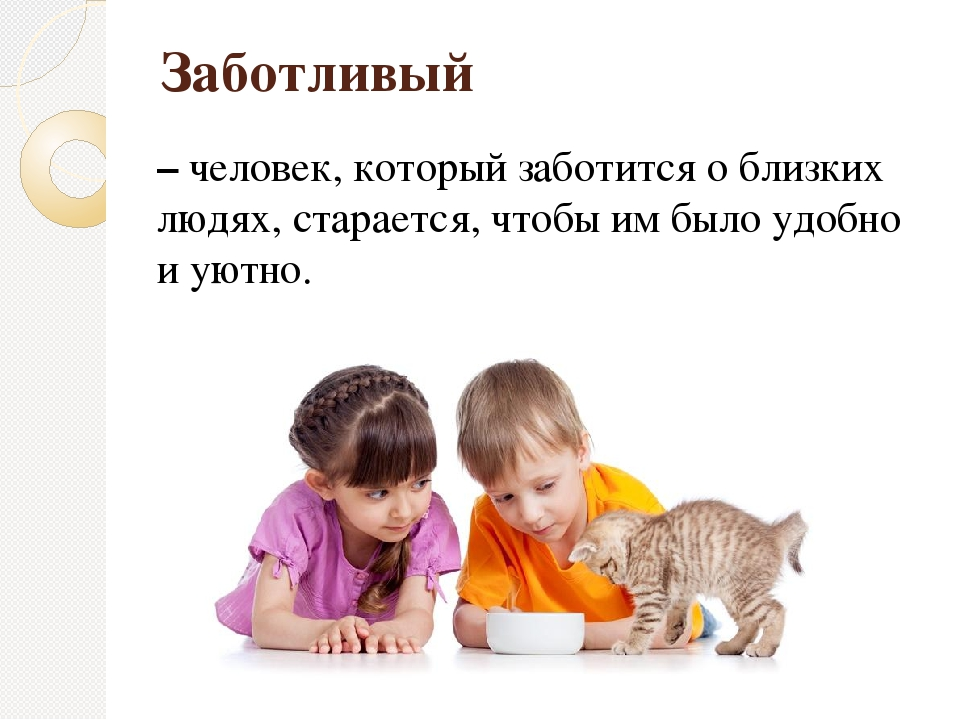 Заботливый
– человек, который заботится о близких
людях, старается, чтобы им было удобно
и уютно.